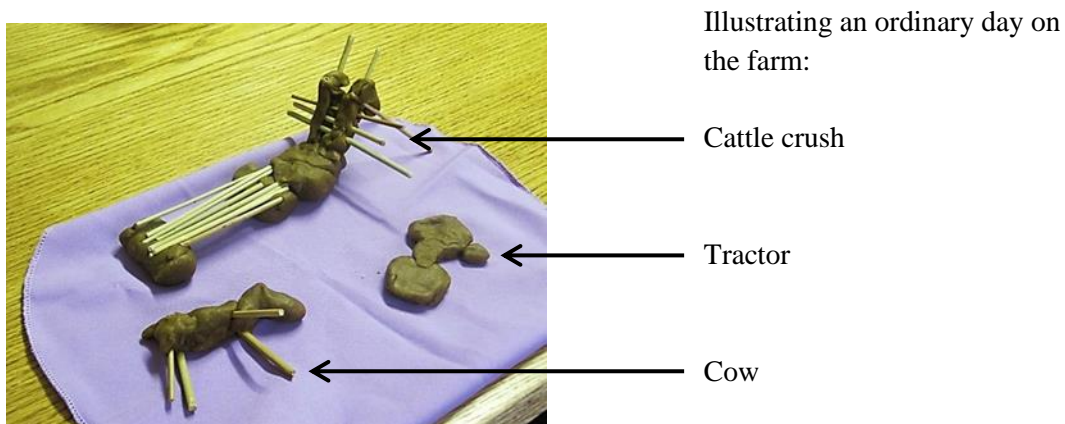 Illustrating an ordinary day on
the farm:
Cattle crush
Tractor
Cow